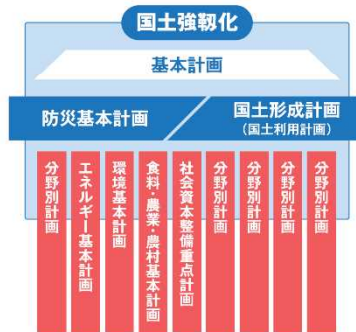 国土強靱化
基本計画
防災基本計画
国土形成計画
(国土利用計画)
分野別計画
エネルギー基本計画
環境基本計画
食料・農業・農村基本計画
社会資本整備重点計画
分野別計画
分野別計画
分野別計画
分野別計画